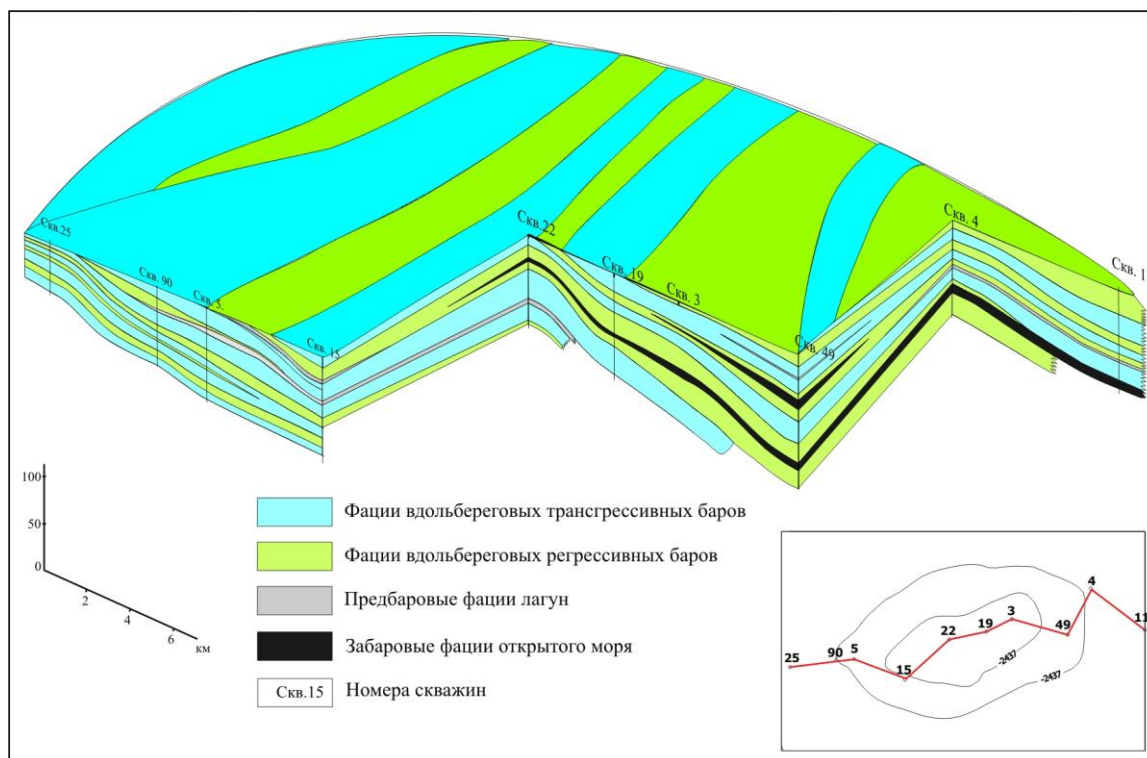 Скв.25
Скв. 90
Скв. 5.
Скв. 15
Скв.22
Скв. 19
Скв. 3
Скв. 49
Скв. 4
Скв. 1
100
50
0
2
4
6
км
Фации вдольбереговых трансгрессивных баров
Фации вдольбереговых регрессивных баров
Предбаровые фации лагун
Забаровые фации открытого моря
Скв.15 Номера скважин
25
90
5
15
22
19
3
49
4
11
-2437
-2437